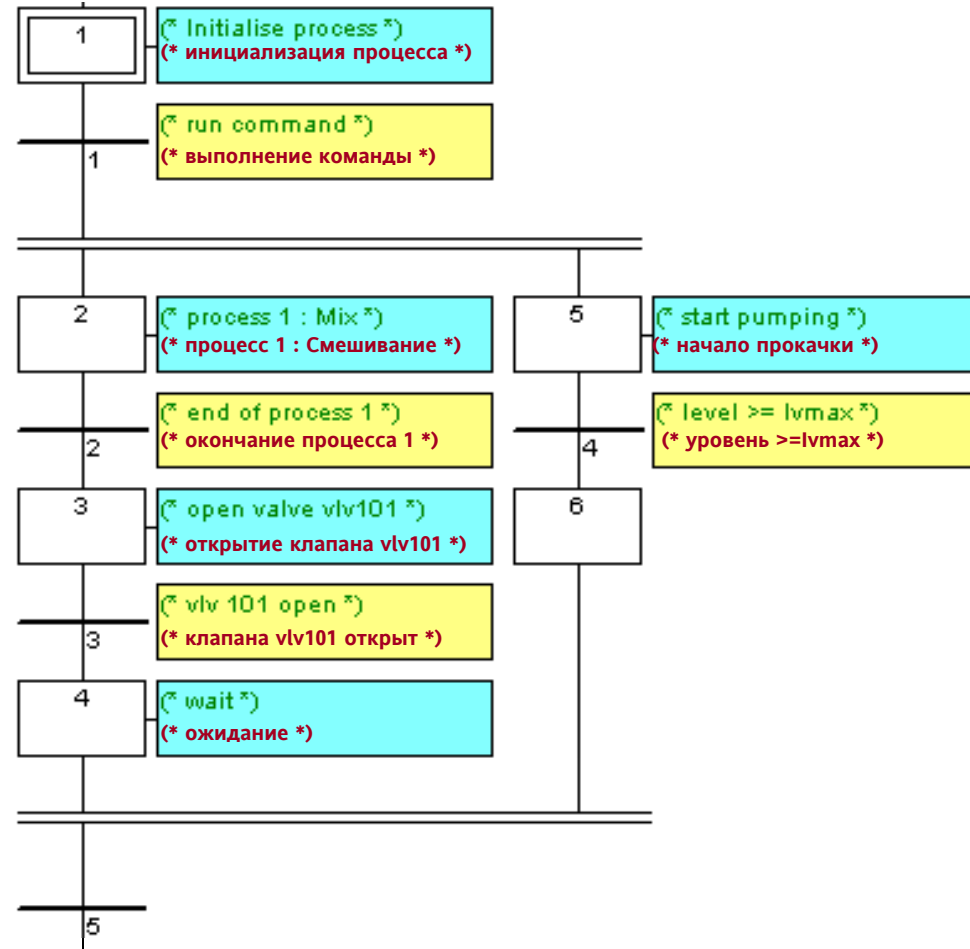 1
(* Initialise process *)
(* инициализация процесса *)
(* run command *)
(* выполнение команды *)
1
2
(* process 1 : Mix *)
(* процесс 1 : Смешивание *)
5
(* start pumping *)
(* начало прокачки *)
(* end of process 1 *)
(* окончание процесса 1 *)
2
(* level >= lvmax *)
(* уровень >=lvmax *)
4
3
(* open valve vlv101 *)
(* открытие клапана vlv101 *)
6
(* vlv 101 open *)
(* клапана vlv101 открыт *)
3
4
(* wait *)
(* ожидание *)
5